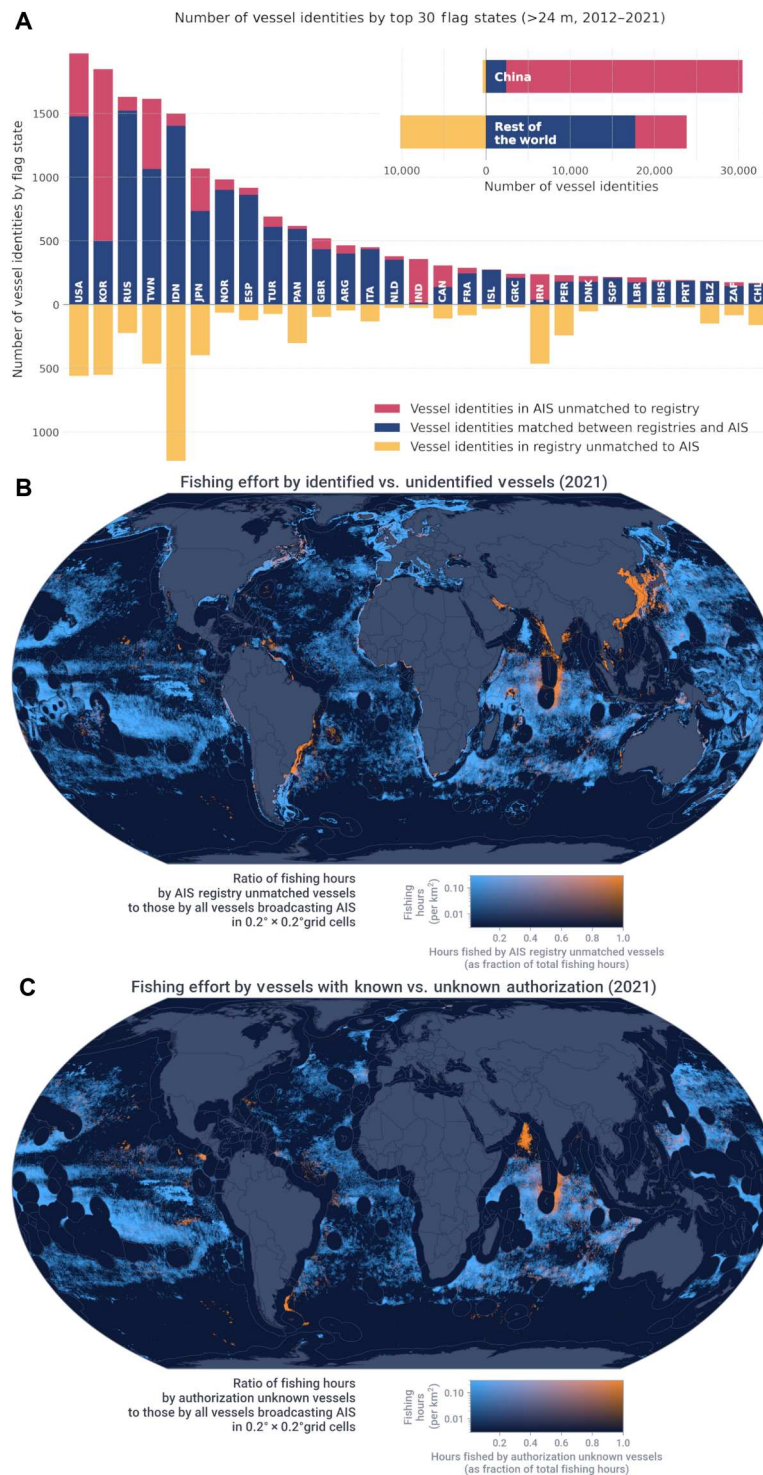 A
Number of vessel identities by top 30 flag states (>24 m, 2012–2021)
Number of vessel identities by flag state
1500
1000
500
0
500
1000
USA
KOR
RUS
TWN
IDN
JPN
NOR
ESP
TUR
PAN
GBR
ARG
ITA
NLD
IND
CAN
FRA
ISL
GRC
IRN
PER
DNK
SGP
LBR
BHS
PRT
BLZ
ZAF
CHL
China
Rest of
the world
10,000
0
10,000
20,000
30,000
Number of vessel identities
Vessel identities in AIS unmatched to registry
Vessel identities matched between registries and AIS
Vessel identities in registry unmatched to AIS
B
Fishing effort by identified vs. unidentified vessels (2021)
Ratio of fishing hours
by AIS registry unmatched vessels
to those by all vessels broadcasting AIS
in 0.2° × 0.2°grid cells
Fishing
hours
(per km²)
0.10
0.01
0.2
0.4
0.6
0.8
1.0
Hours fished by AIS registry unmatched vessels
(as fraction of total fishing hours)
C
Fishing effort by vessels with known vs. unknown authorization (2021)
Ratio of fishing hours
by authorization unknown vessels
to those by all vessels broadcasting AIS
in 0.2° × 0.2°grid cells
Fishing
hours
(per km²)
0.10
0.01
0.2
0.4
0.6
0.8
1.0
Hours fished by authorization unknown vessels
(as fraction of total fishing hours)